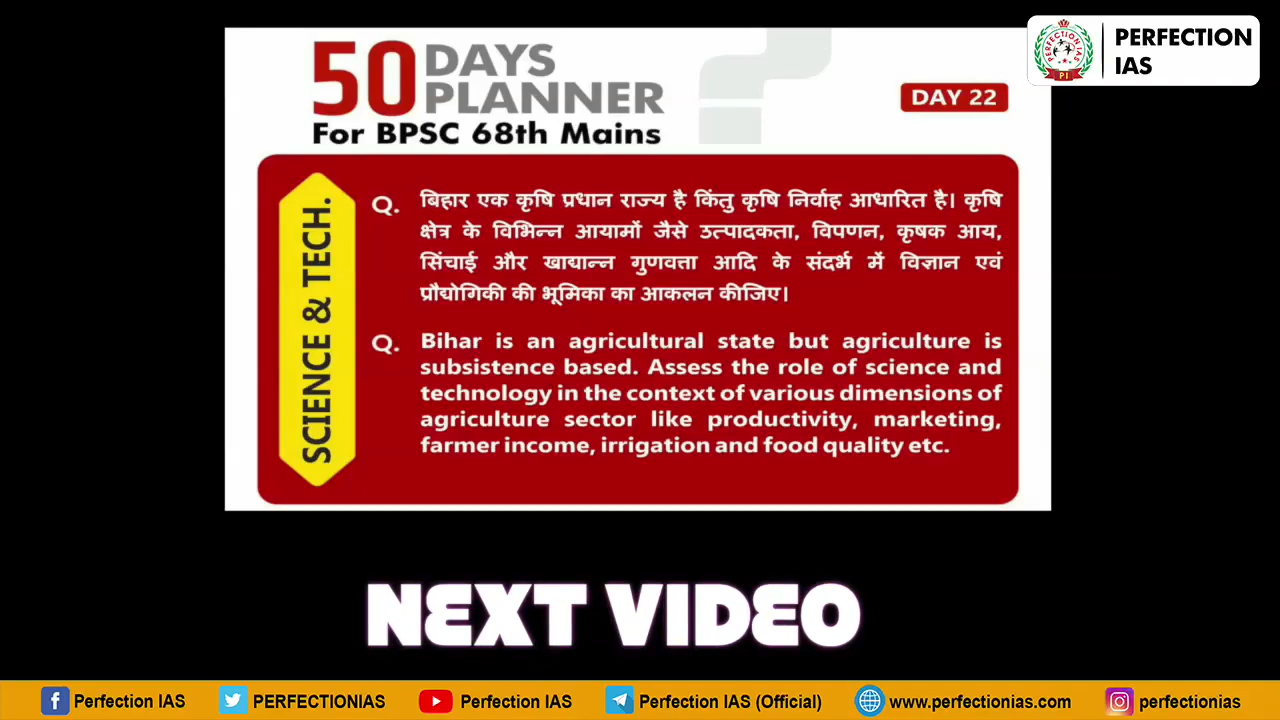 PERFECTION
IAS
PERFECTION IAS
PI
50 DAYS
PLANNER
For BPSC 68th Mains
DAY 22
SCIENCE & TECH.
Q. बिहार एक कृषि प्रधान राज्य है किंतु कृषि निर्वाह आधारित है। कृषि
क्षेत्र के विभिन्न आयामों जैसे उत्पादकता, विपणन, कृषक आय,
सिंचाई और खाद्यान्न गुणवत्ता आदि के संदर्भ में विज्ञान एवं
प्रौद्योगिकी की भूमिका का आकलन कीजिए।
Q. Bihar is an agricultural state but agriculture is
subsistence based. Assess the role of science and
technology in the context of various dimensions of
agriculture sector like productivity, marketing,
farmer income, irrigation and food quality etc.
NEXT VIDEO
Perfection IAS PERFECTIONIAS Perfection IAS Perfection IAS (Official) www.perfectionias.com perfectionias